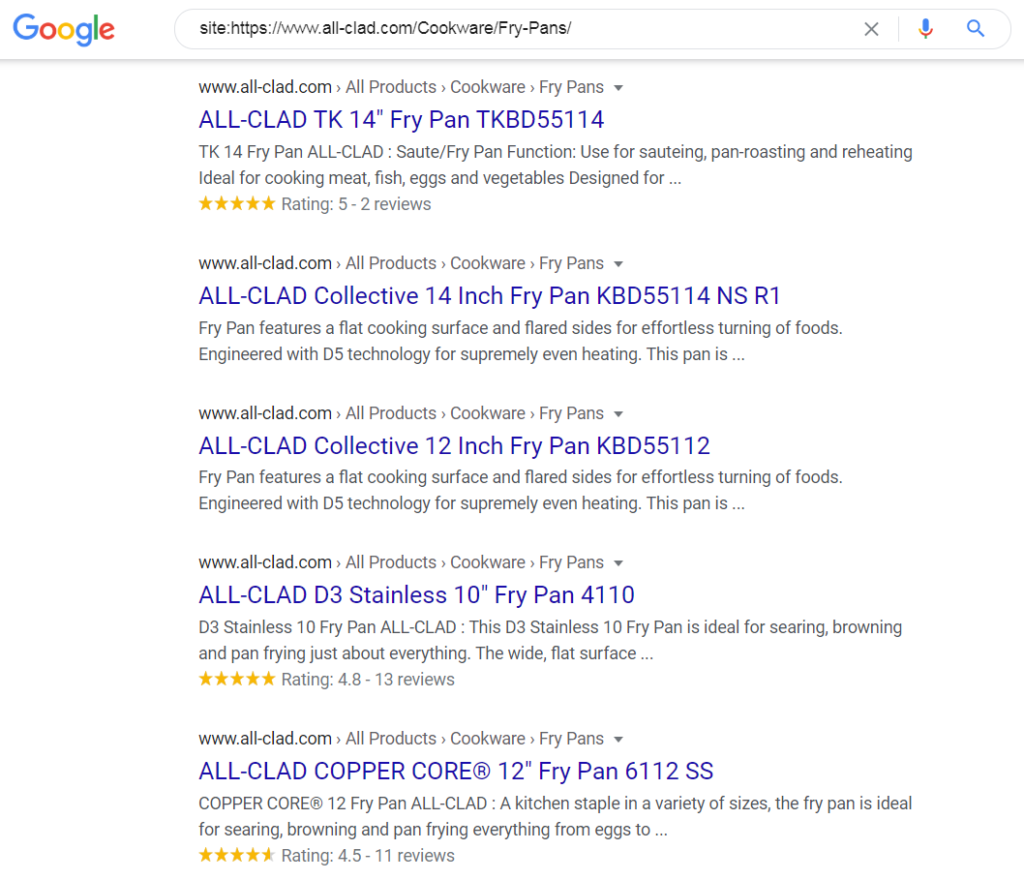 Google
site:https://www.all-clad.com/Cookware/Fry-Pans/
www.all-clad.com › All Products › Cookware › Fry Pans
ALL-CLAD TK 14" Fry Pan TKBD55114
TK 14 Fry Pan ALL-CLAD : Saute/Fry Pan Function: Use for sauteing, pan-roasting and reheating
Ideal for cooking meat, fish, eggs and vegetables Designed for ...
Rating: 5 - 2 reviews
www.all-clad.com › All Products › Cookware › Fry Pans
ALL-CLAD Collective 14 Inch Fry Pan KBD55114 NS R1
Fry Pan features a flat cooking surface and flared sides for effortless turning of foods.
Engineered with D5 technology for supremely even heating. This pan is ...
www.all-clad.com › All Products › Cookware › Fry Pans
ALL-CLAD Collective 12 Inch Fry Pan KBD55112
Fry Pan features a flat cooking surface and flared sides for effortless turning of foods.
Engineered with D5 technology for supremely even heating. This pan is ...
www.all-clad.com › All Products › Cookware › Fry Pans
ALL-CLAD D3 Stainless 10" Fry Pan 4110
D3 Stainless 10 Fry Pan ALL-CLAD : This D3 Stainless 10 Fry Pan is ideal for searing, browning
and pan frying just about everything. The wide, flat surface ...
Rating: 4.8 - 13 reviews
www.all-clad.com › All Products › Cookware › Fry Pans
ALL-CLAD COPPER CORE® 12" Fry Pan 6112 SS
COPPER CORE® 12 Fry Pan ALL-CLAD : A kitchen staple in a variety of sizes, the fry pan is ideal
for searing, browning and pan frying everything from eggs to ...
Rating: 4.5 - 11 reviews